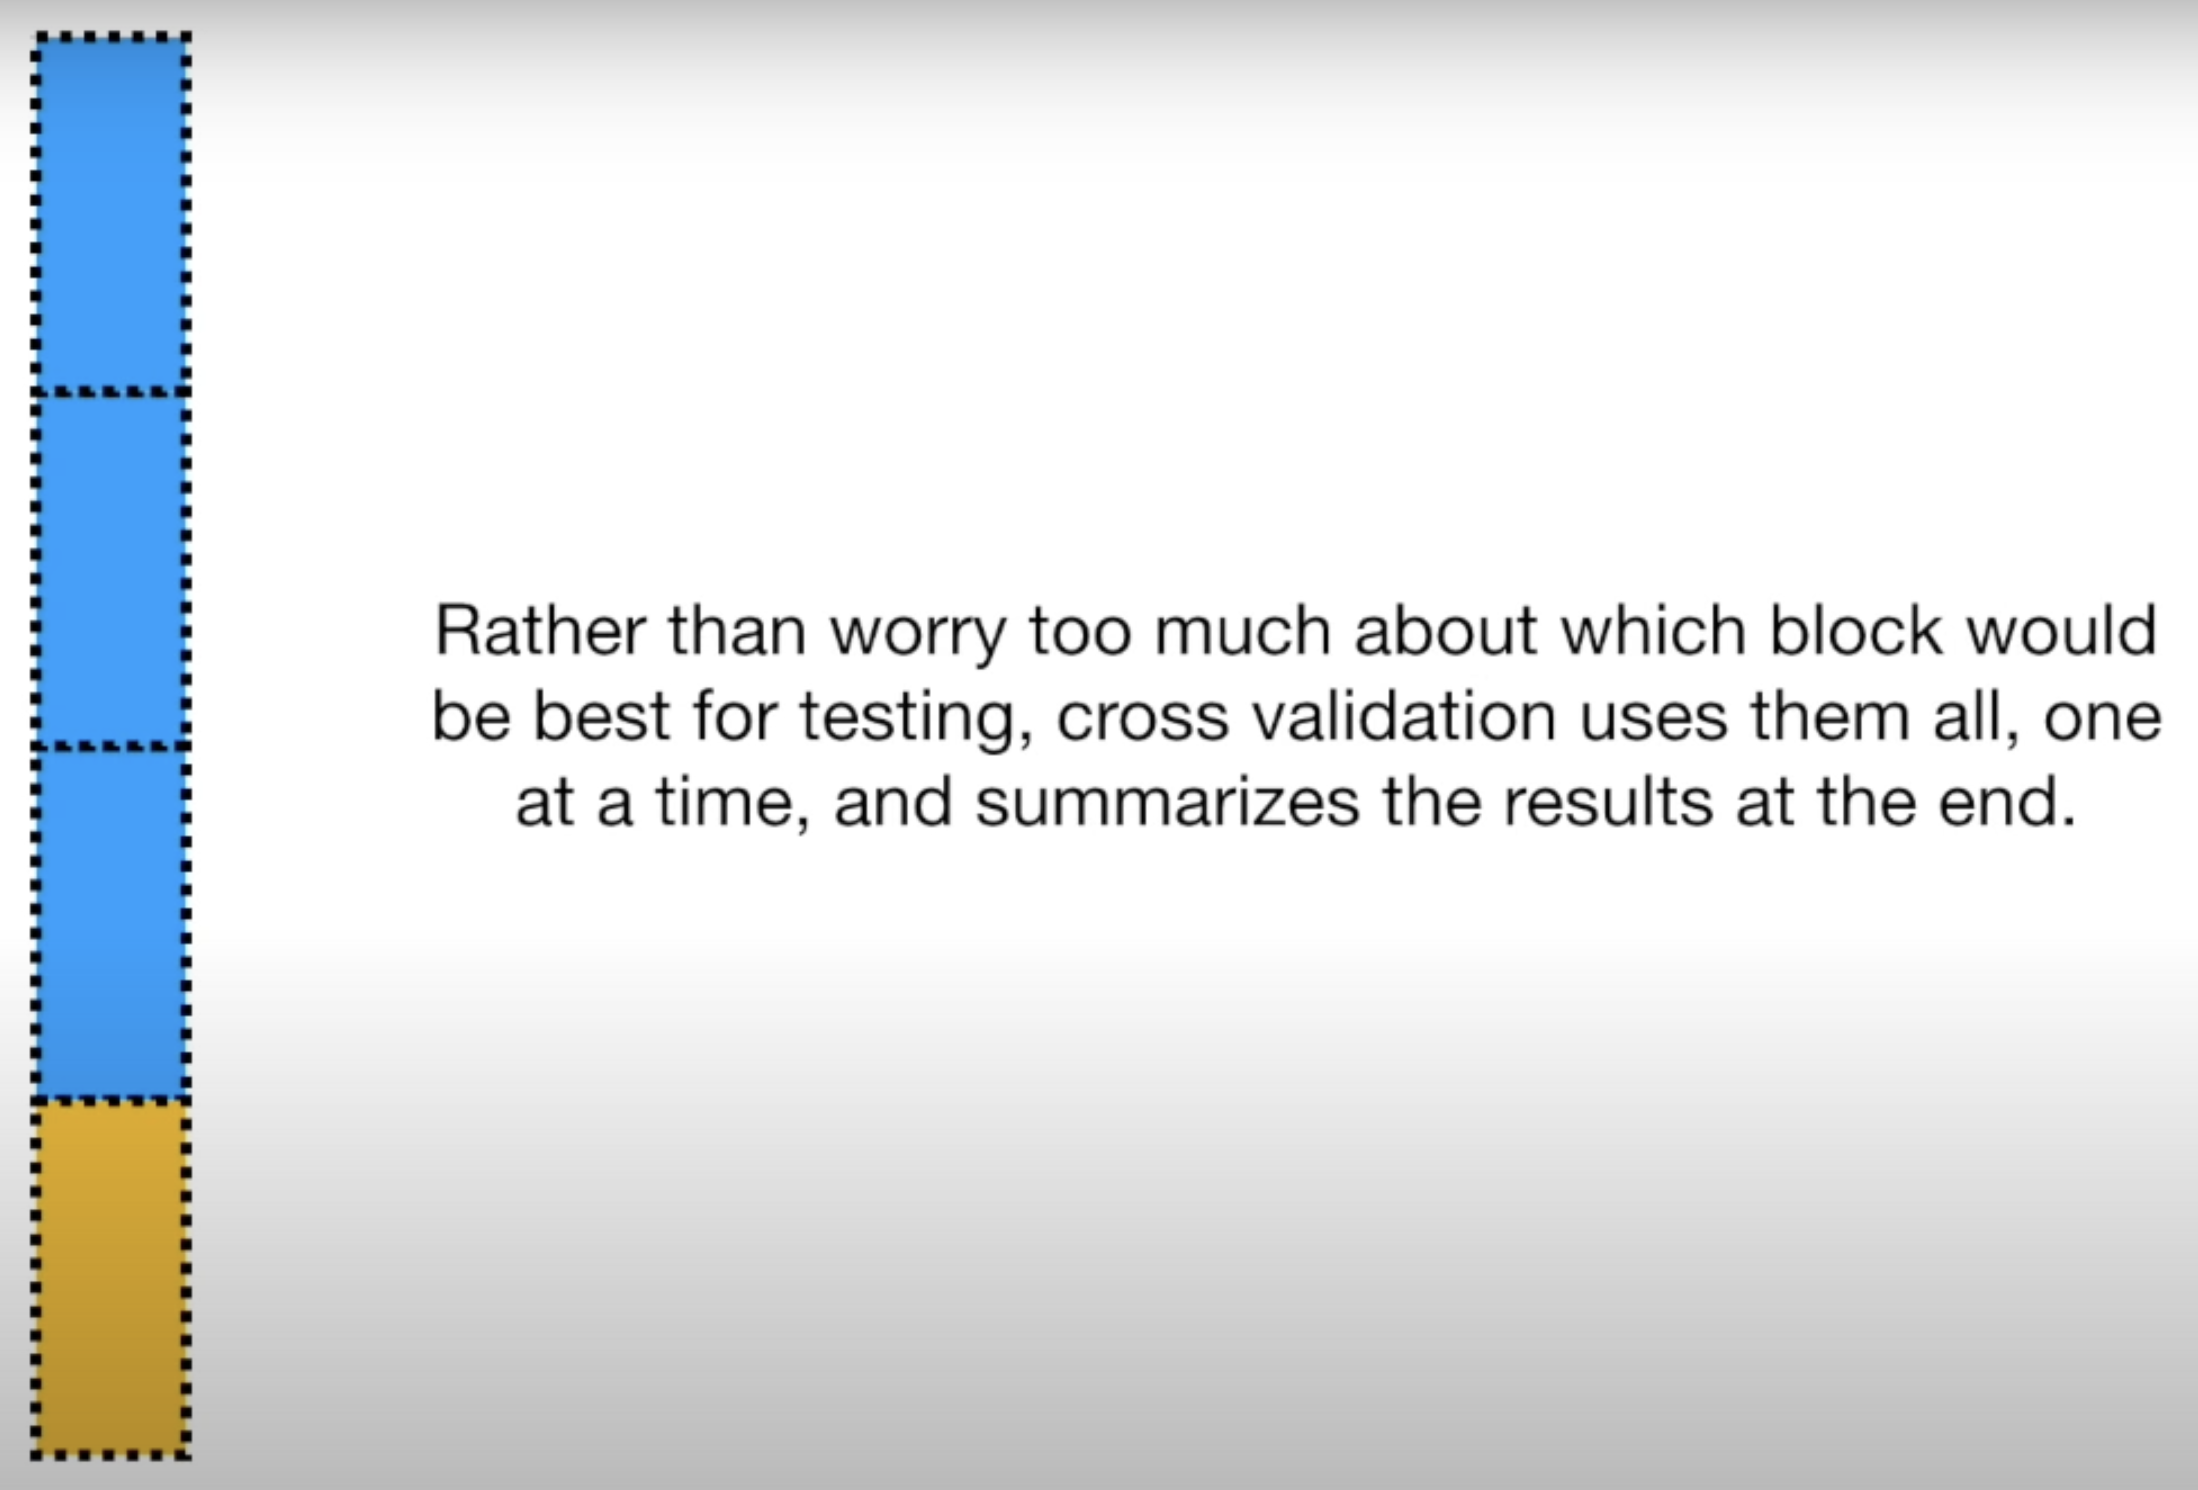 Rather than worry too much about which block would
be best for testing, cross validation uses them all, one
at a time, and summarizes the results at the end.